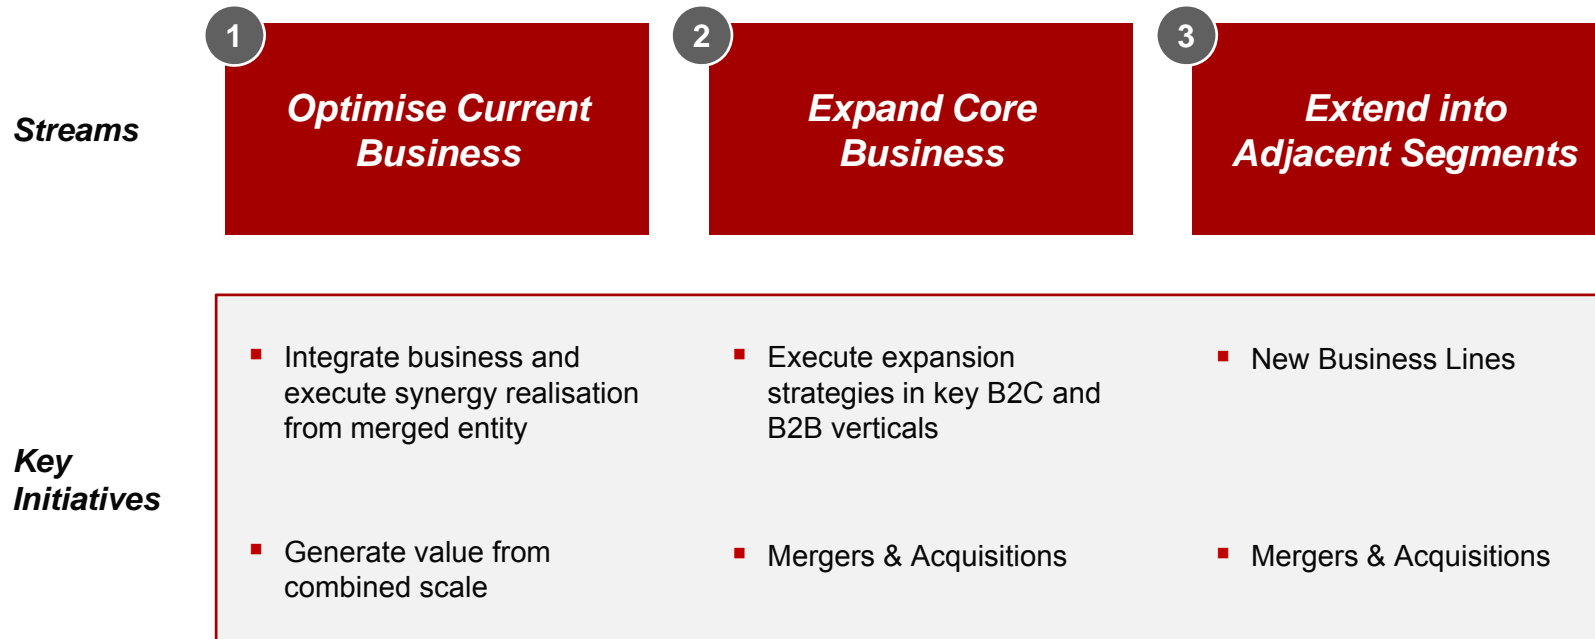 Streams
1
Optimise Current
Business
2
Expand Core
Business
3
Extend into
Adjacent Segments
Key
Initiatives
▪ Integrate business and
execute synergy realisation
from merged entity
▪ Generate value from
combined scale
▪ Execute expansion
strategies in key B2C and
B2B verticals
▪ Mergers & Acquisitions
▪ New Business Lines
▪ Mergers & Acquisitions